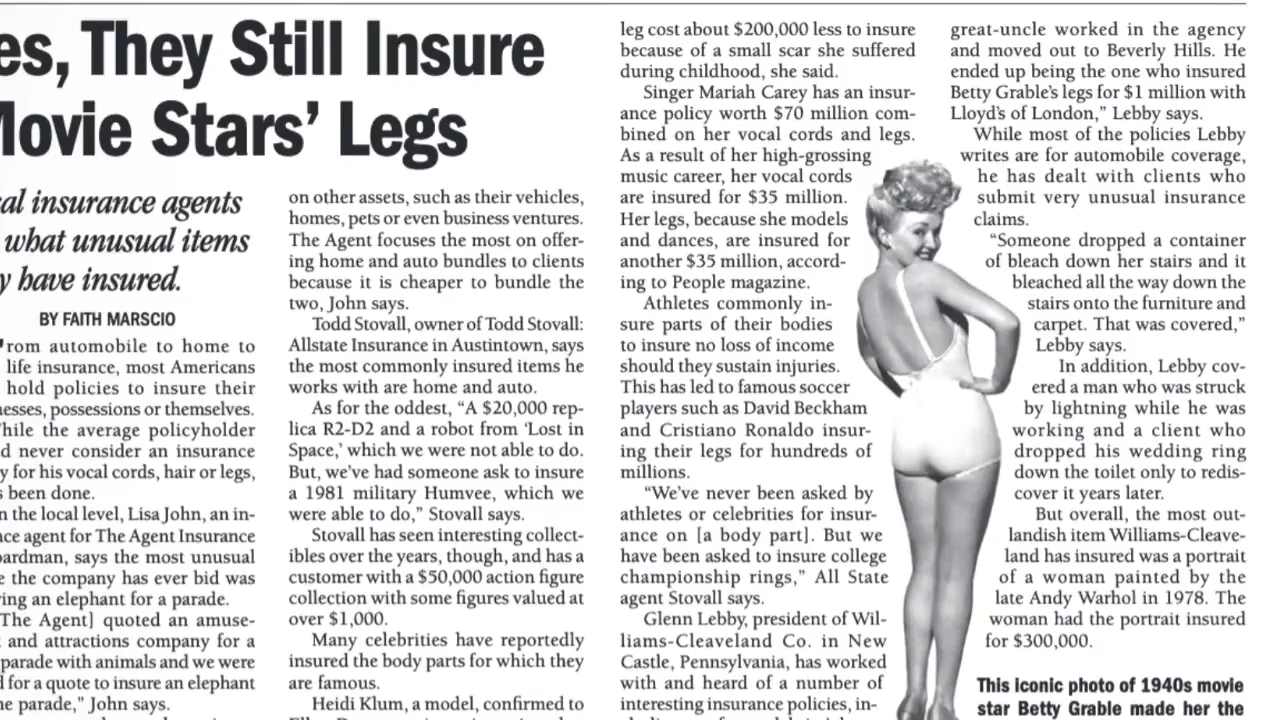 es, They Still Insure
Movie Stars’ Legs
al insurance agents
what unusual items
y have insured.
BY FAITH MARSCIO
rom automobile to home to
life insurance, most Americans
hold policies to insure their
esses, possessions or themselves.
hile the average policyholder
d never consider an insurance
y for his vocal cords, hair or legs,
s been done.
n the local level, Lisa John, an in-
ce agent for The Agent Insurance
oardman, says the most unusual
e the company has ever bid was
ring an elephant for a parade.
The Agent] quoted an amuse-
and attractions company for a
parade with animals and we were
d for a quote to insure an elephant
e parade,” John says.
on other assets, such as their vehicles,
homes, pets or even business ventures.
The Agent focuses the most on offer-
ing home and auto bundles to clients
because it is cheaper to bundle the
two, John says.
Todd Stovall, owner of Todd Stovall:
Allstate Insurance in Austintown, says
the most commonly insured items he
works with are home and auto.
As for the oddest, “A $20,000 rep-
lica R2-D2 and a robot from ‘Lost in
Space,’ which we were not able to do.
But, we’ve had someone ask to insure
a 1981 military Humvee, which we
were able to do,” Stovall says.
Stovall has seen interesting collect-
ibles over the years, though, and has a
customer with a $50,000 action figure
collection with some figures valued at
over $1,000.
Many celebrities have reportedly
insured the body parts for which they
are famous.
Heidi Klum, a model, confirmed to
leg cost about $200,000 less to insure
because of a small scar she suffered
during childhood, she said.
Singer Mariah Carey has an insur-
ance policy worth $70 million com-
bined on her vocal cords and legs.
As a result of her high-grossing
music career, her vocal cords
are insured for $35 million.
Her legs, because she models
and dances, are insured for
another $35 million, accord-
ing to People magazine.
Athletes commonly in-
sure parts of their bodies
to insure no loss of income
should they sustain injuries.
This has led to famous soccer
players such as David Beckham
and Cristiano Ronaldo insur-
ing their legs for hundreds of
millions.
“We’ve never been asked by
athletes or celebrities for insur-
ance on [a body part]. But we
have been asked to insure college
championship rings,” All State
agent Stovall says.
Glenn Lebby, president of Wil-
liams-Cleaveland Co. in New
Castle, Pennsylvania, has worked
with and heard of a number of
interesting insurance policies, in-
great-uncle worked in the agency
and moved out to Beverly Hills. He
ended up being the one who insured
Betty Grable’s legs for $1 million with
Lloyd’s of London,” Lebby says.
While most of the policies Lebby
writes are for automobile coverage,
he has dealt with clients who
submit very unusual insurance
claims.
“Someone dropped a container
of bleach down her stairs and it
bleached all the way down the
stairs onto the furniture and
carpet. That was covered,”
Lebby says.
In addition, Lebby cov-
ered a man who was struck
by lightning while he was
working and a client who
dropped his wedding ring
down the toilet only to redis-
cover it years later.
But overall, the most out-
landish item Williams-Cleave-
land has insured was a portrait
of a woman painted by the
late Andy Warhol in 1978. The
woman had the portrait insured
for $300,000.
This iconic photo of 1940s movie
star Betty Grable made her the